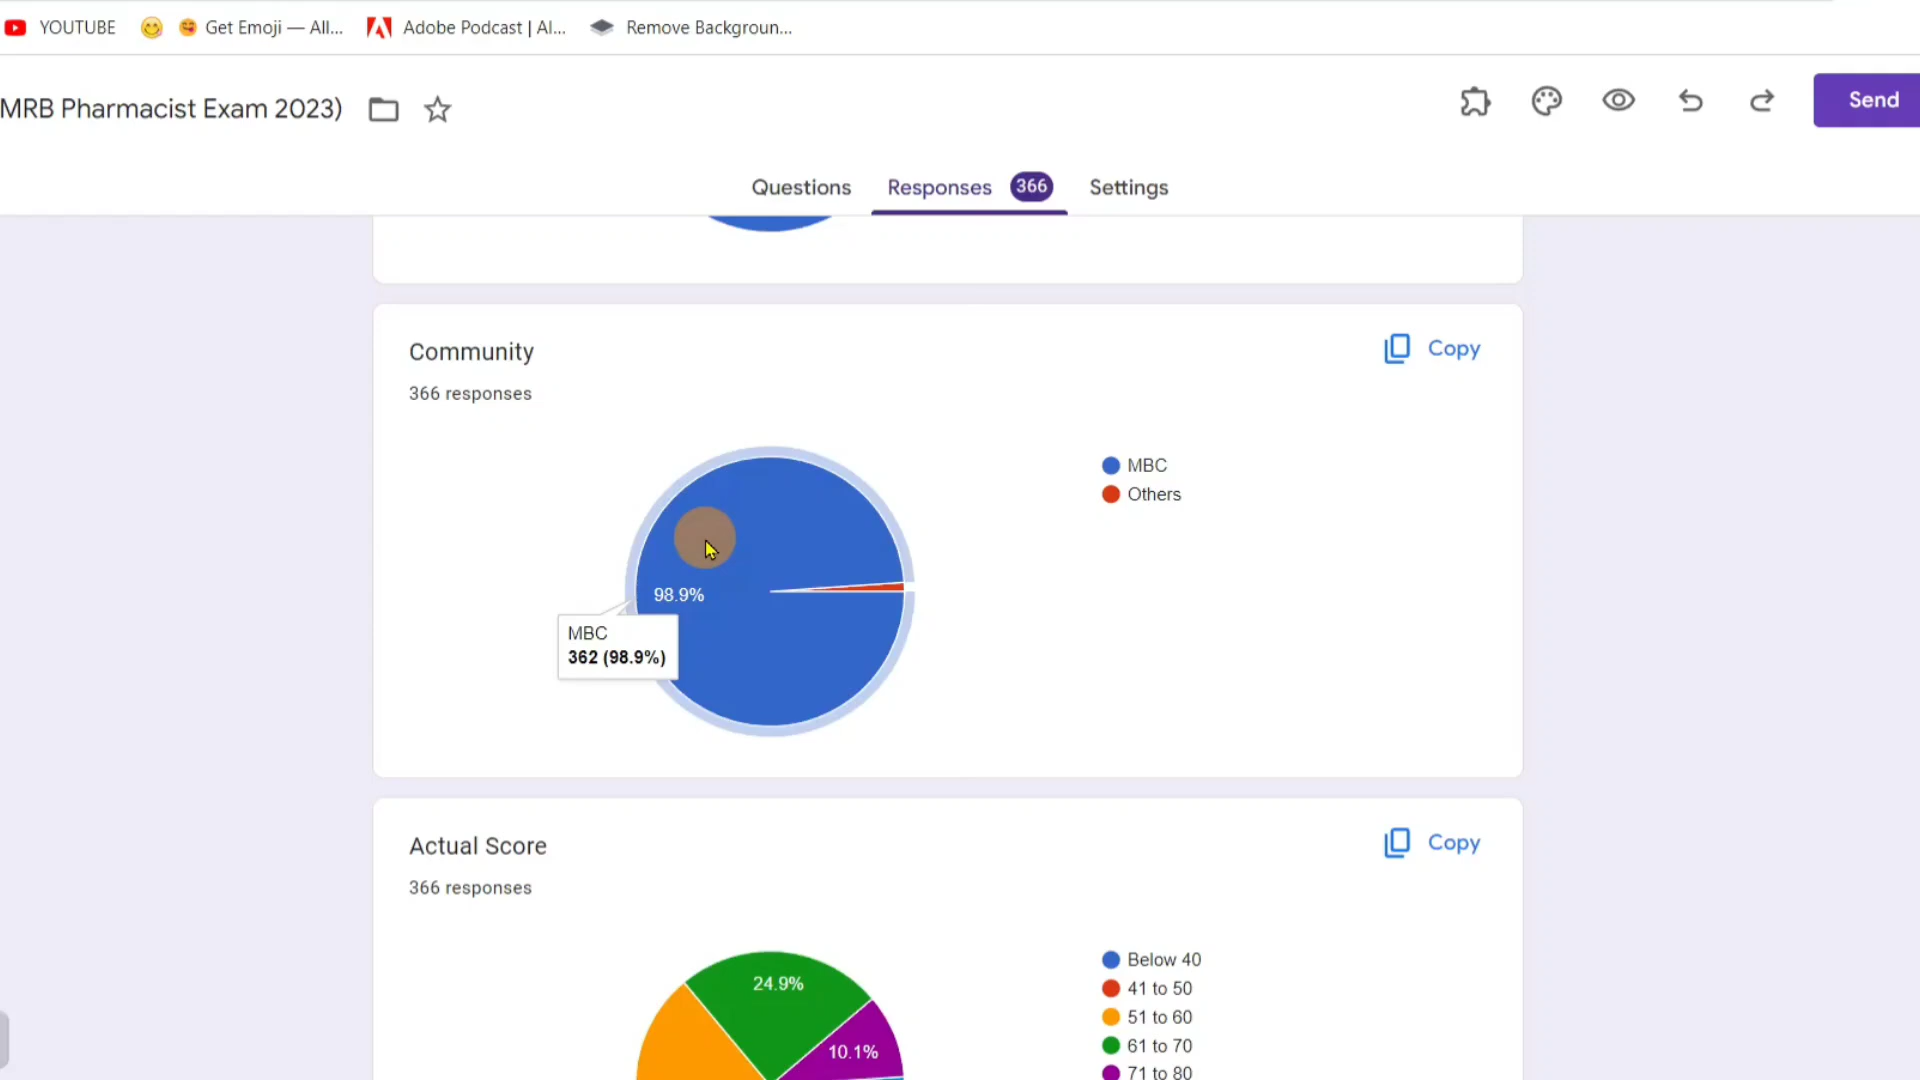 YOUTUBE
Get Emoji — All...
Adobe Podcast | AI...
Remove Backgroun...
MRB Pharmacist Exam 2023)
Send
Questions
Responses 366
Settings
Community
Copy
366 responses
MBC
Others
98.9%
MBC
362 (98.9%)
Actual Score
Copy
366 responses
24.9%
10.1%
Below 40
41 to 50
51 to 60
61 to 70
71 to 80